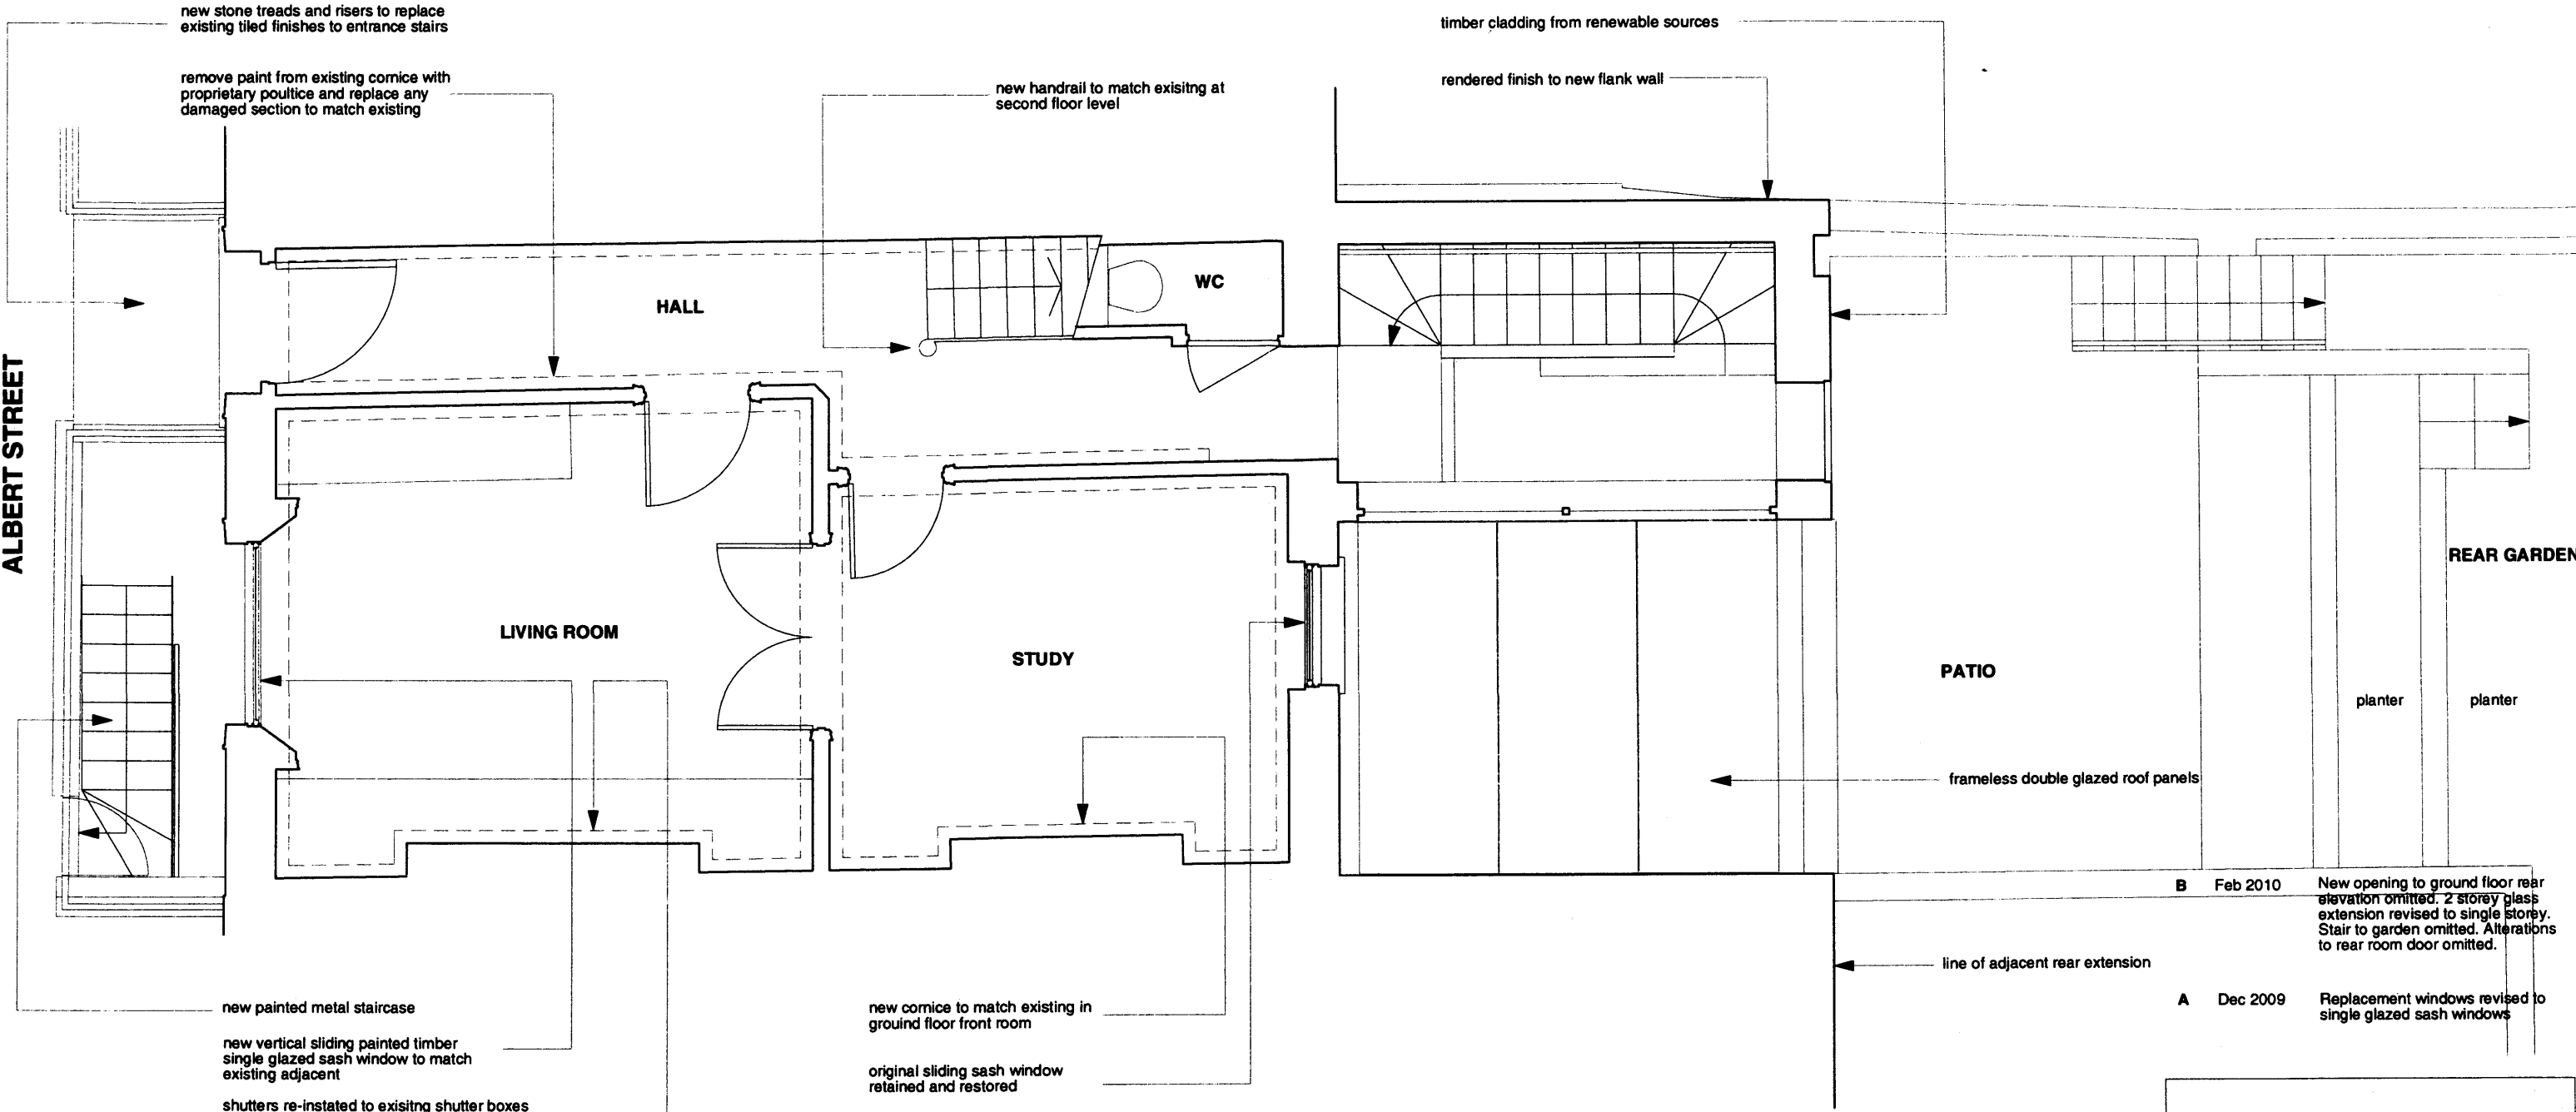 new stone treads and risers to replace
existing tiled finishes to entrance stairs
remove paint from existing cornice with
proprietary poultice and replace any
damaged section to match existing
new handrail to match exisitng at
second floor level
timber cladding from renewable sources
rendered finish to new flank wall
ALBERT STREET
HALL
WC
LIVING ROOM
STUDY
PATIO
REAR GARDEN
planter
planter
frameless double glazed roof panels
B Feb 2010 New opening to ground floor rear
elevation omitted. 2 storey glass
extension revised to single storey.
Stair to garden omitted. Alterations
to rear room door omitted.
line of adjacent rear extension
A Dec 2009 Replacement windows revised to
single glazed sash windows
new painted metal staircase
new vertical sliding painted timber
single glazed sash window to match
existing adjacent
shutters re-instated to exisitng shutter boxes
new cornice to match existing in
ground floor front room
original sliding sash window
retained and restored